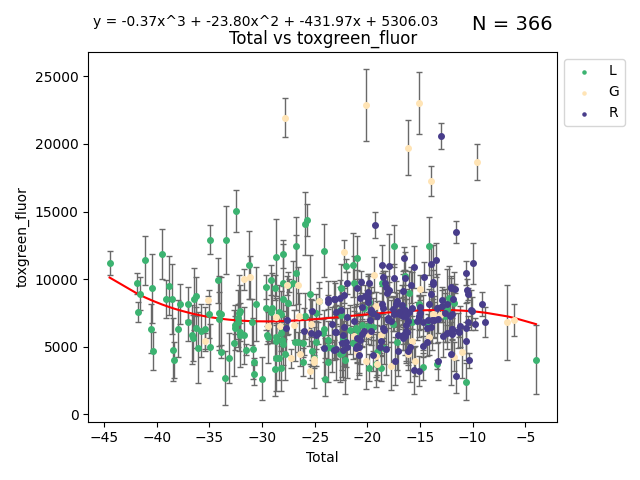 y = -0.37x^3 + -23.80x^2 + -431.97x + 5306.03
N = 366
Total vs toxgreen_fluor
L
G
R
toxgreen_fluor
25000
20000
15000
10000
5000
0
−45 −40 −35 −30 −25 −20 −15 −10 −5
Total